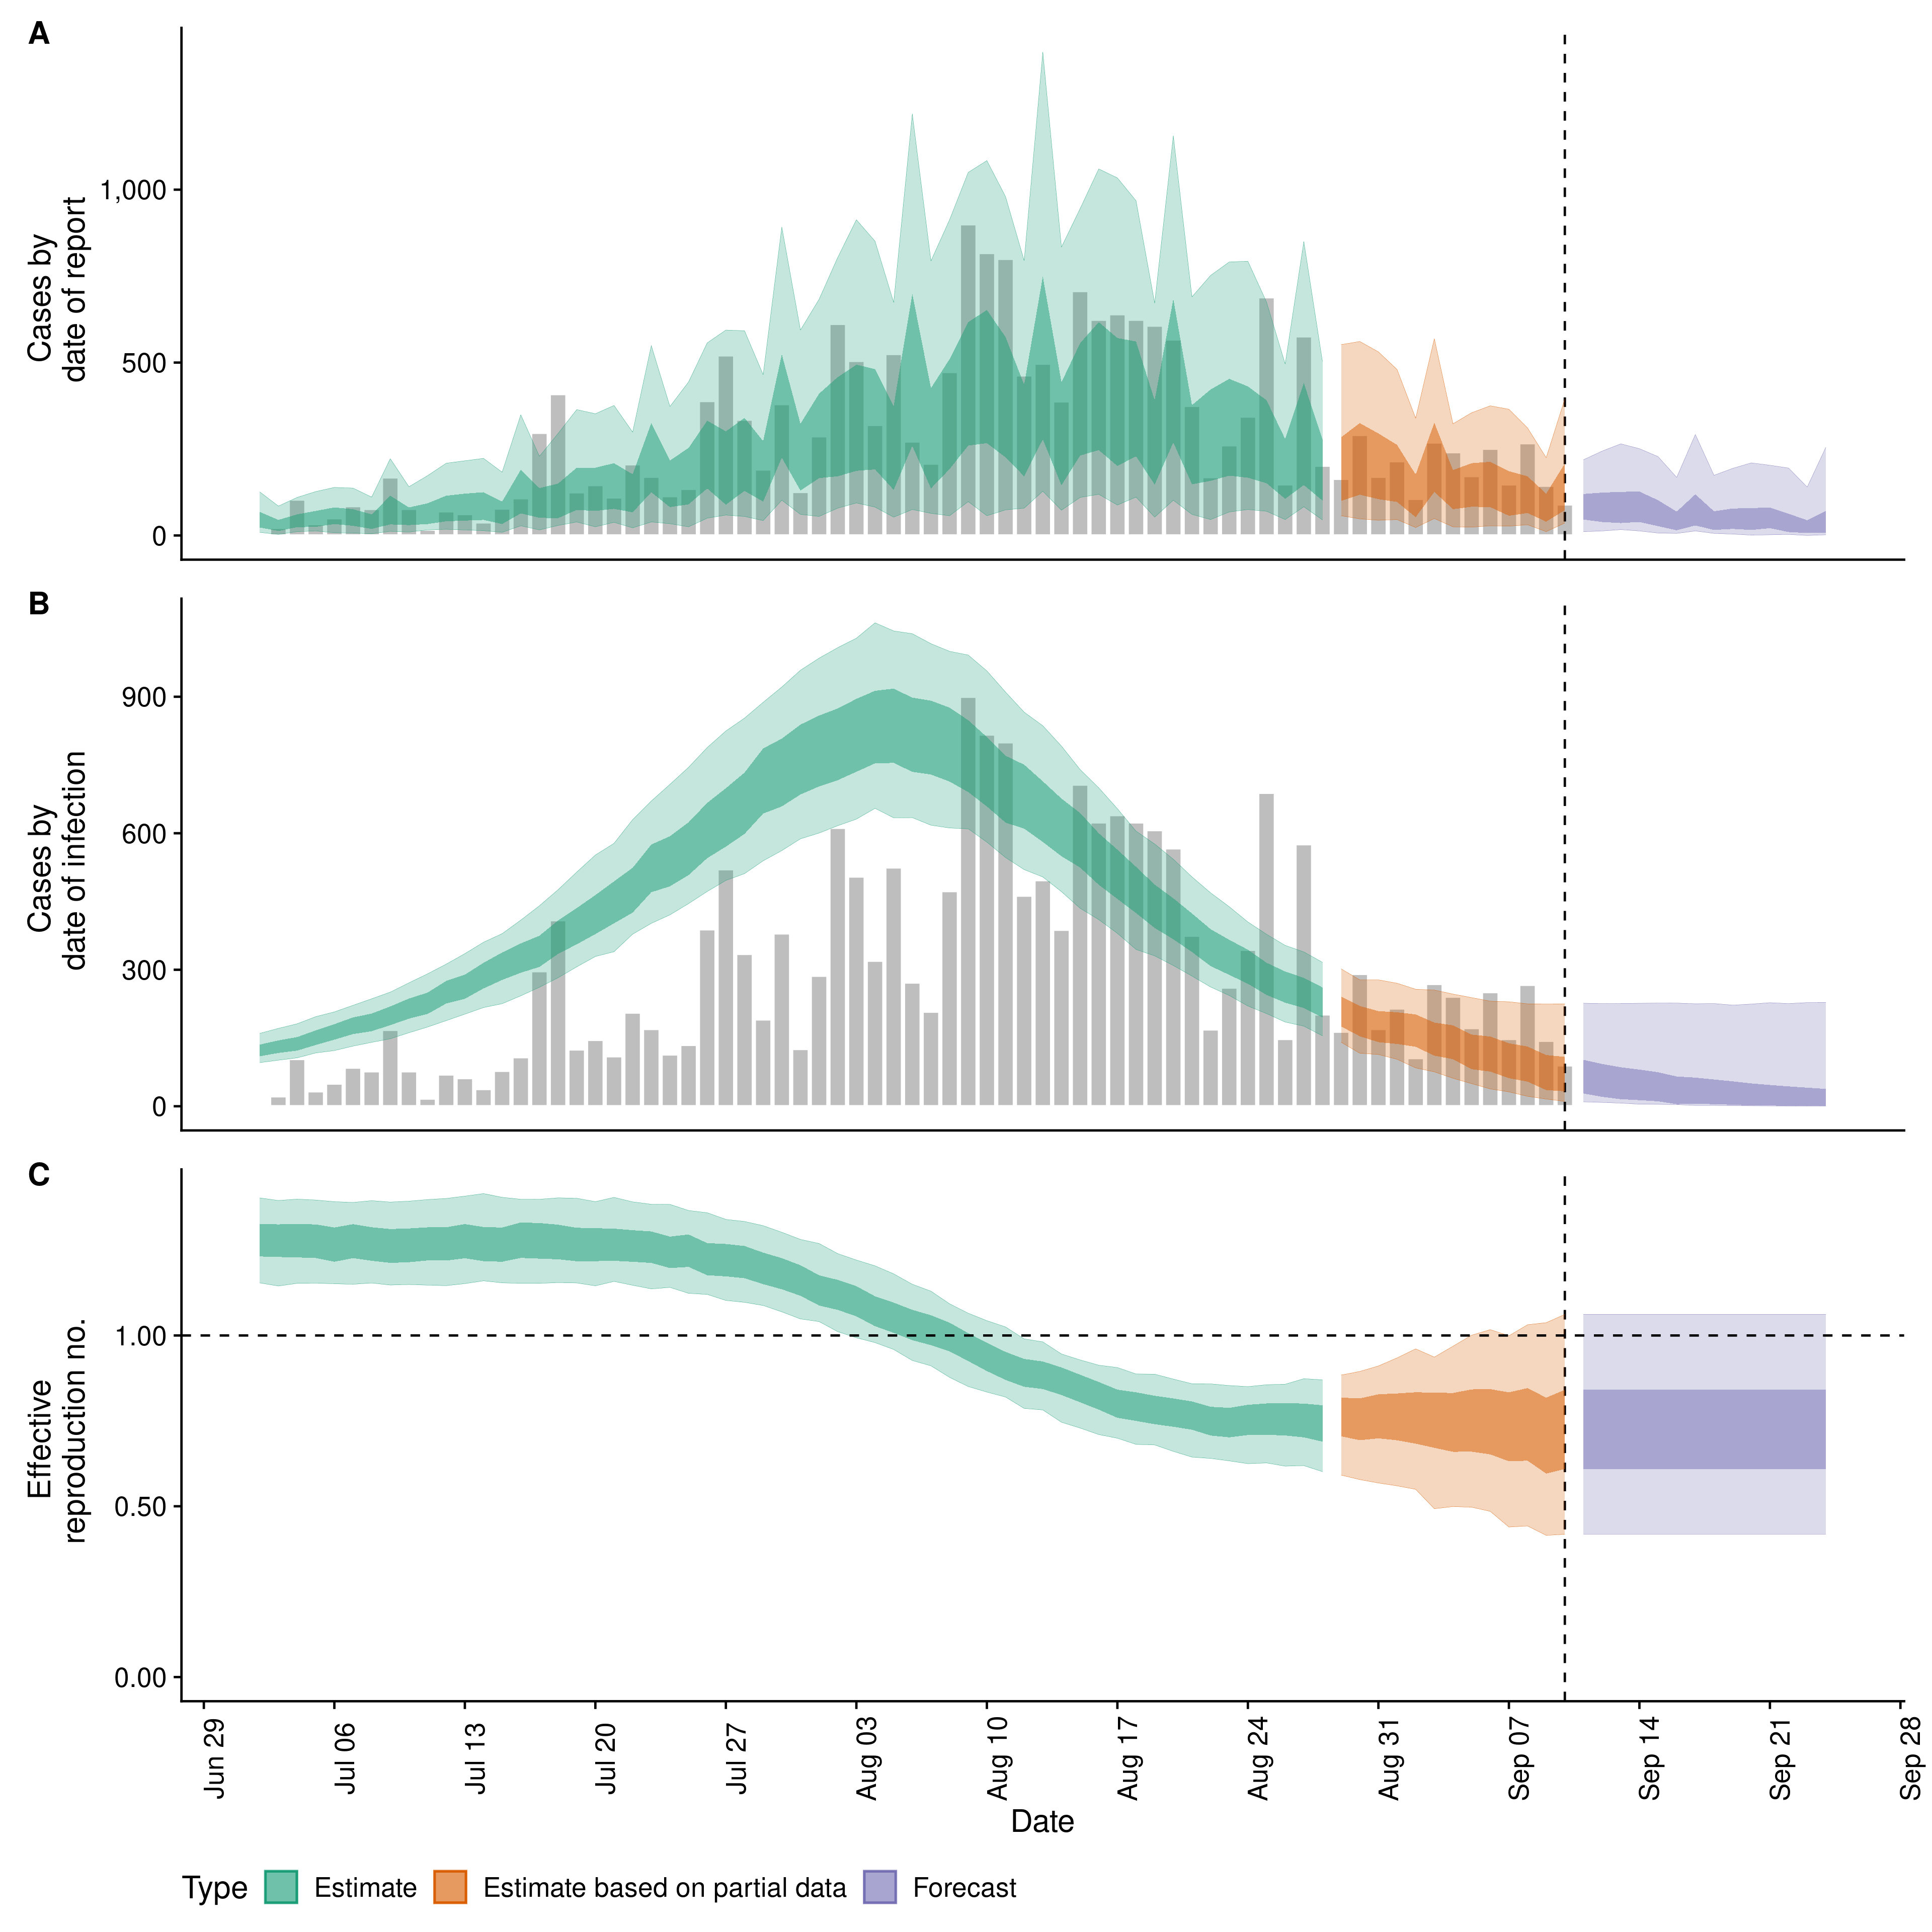 A
Cases by
date of report
1,000
500
0
B
Cases by
date of infection
900
600
300
0
C
Effective
reproduction no.
1.00
0.50
0.00
Jun 29
Jul 06
Jul 13
Jul 20
Jul 27
Aug 03
Aug 10
Aug 17
Aug 24
Aug 31
Sep 07
Sep 14
Sep 21
Sep 28
Date
Type
Estimate
Estimate based on partial data
Forecast